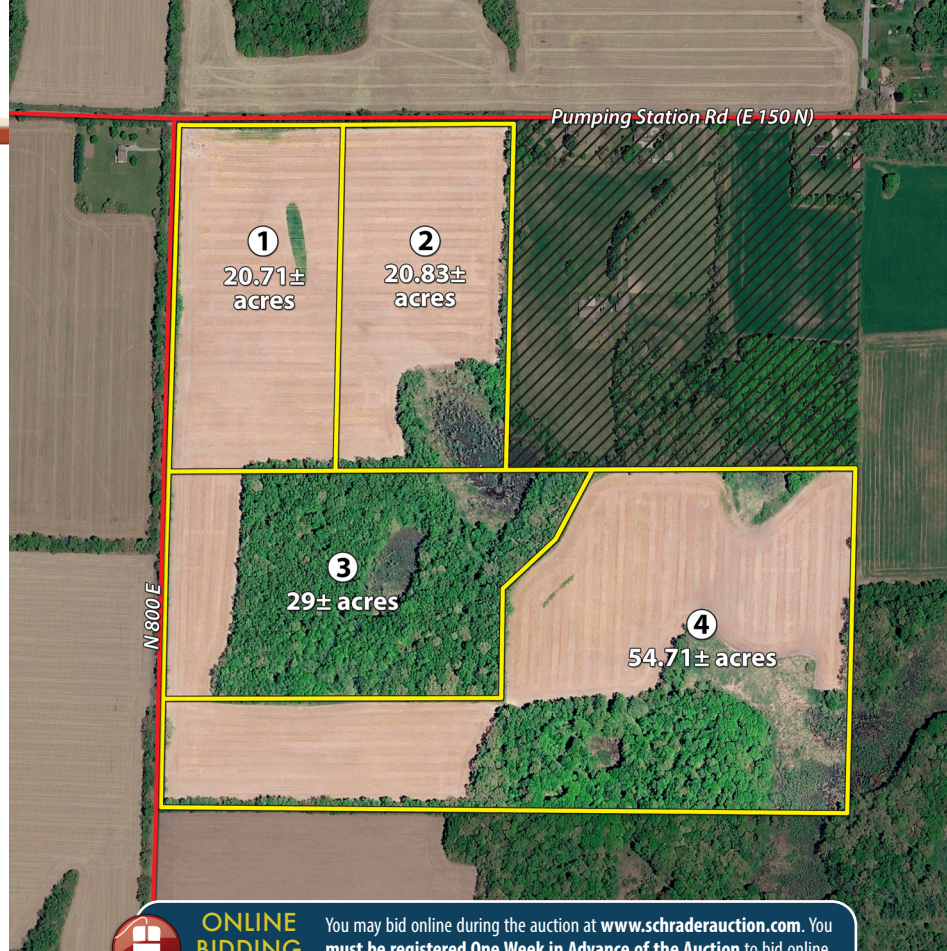 Pumping Station Rd (E 150 N)
1
20.71±
acres
2
20.83±
acres
N 800 E
3
29± acres
4
54.71± acres
ONLINE
BIDDING
You may bid online during the auction at www.schraderauction.com. You
must be registered One Week in Advance of the Auction to bid online.